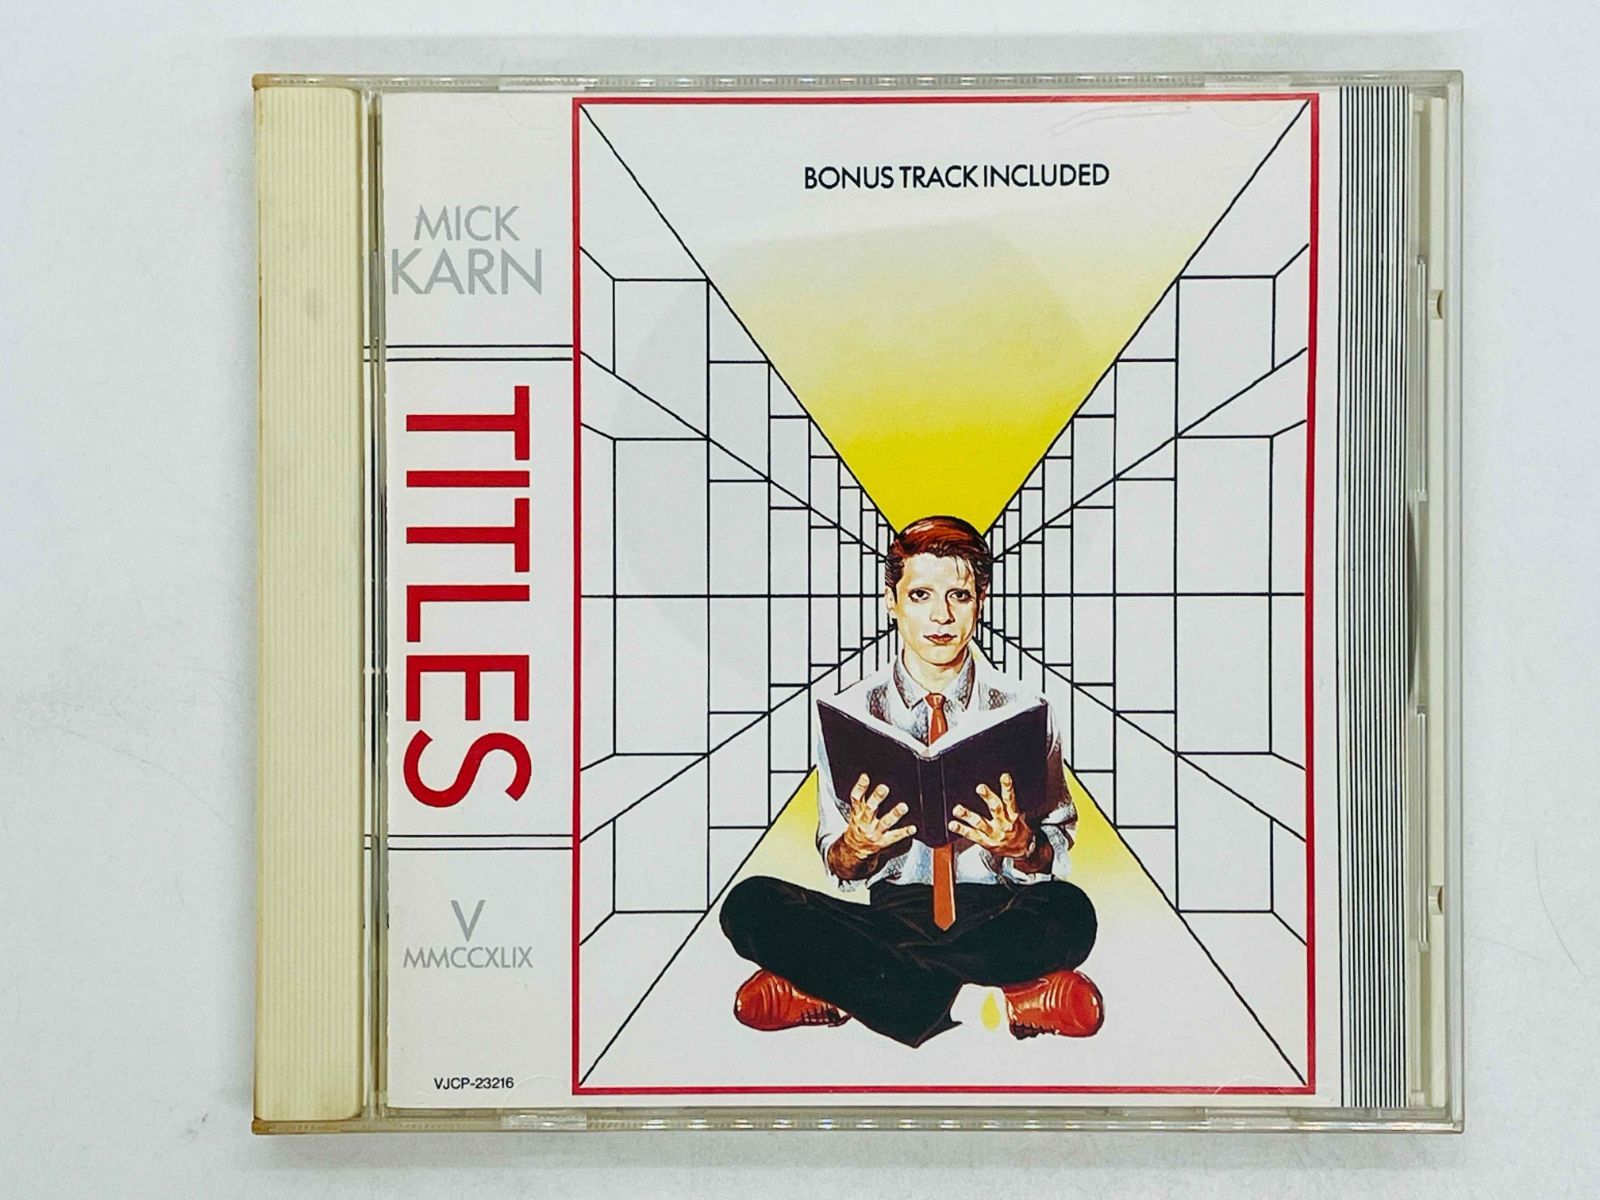 BONUS TRACK INCLUDED
MICK
KARN
TITLES
V
MMCCXLIX
VJCP-23216